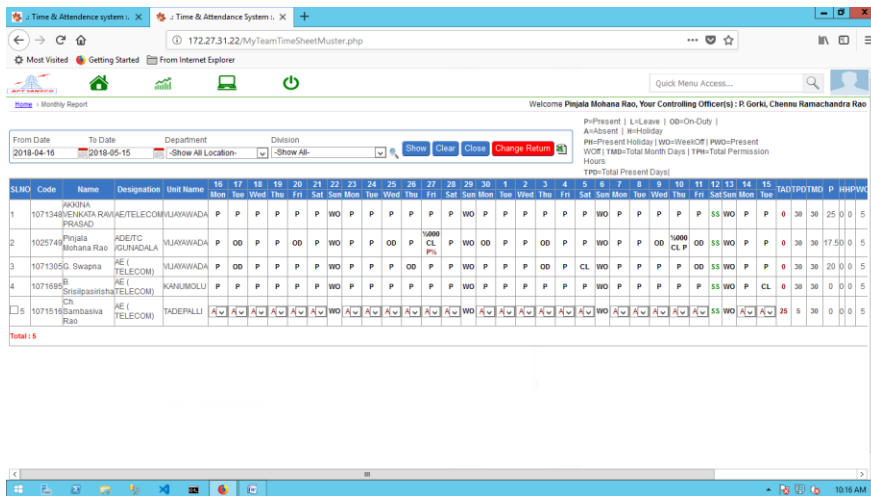 .: Time & Attendence system :.
.: Time & Attendance System :.
172.27.31.22/MyTeamTimeSheetMuster.php
Most Visited Getting Started From Internet Explorer
APTRANSCO
Quick Menu Access...
Home › Monthly Report
Welcome Pinjala Mohana Rao, Your Controlling Officer(s) : P. Gorki, Chennu Ramachandra Rao
P=Present | L=Leave | OD=On-Duty |
A=Absent | H=Holiday
PH=Present Holiday | WO=WeekOff | PWO=Present
WOff | TMD=Total Month Days | TPH=Total Permission
Hours
TPD=Total Present Days|
From Date To Date Department Division
2018-04-16 2018-05-15 -Show All Location- -Show All- Show Clear Close Change Return
SLNO Code Name Designation Unit Name 16 Mon 17 Tue 18 Wed 19 Thu 20 Fri 21 Sat 22 Sun 23 Mon 24 Tue 25 Wed 26 Thu 27 Fri 28 Sat 29 Sun 30 Mon 1 Tue 2 Wed 3 Thu 4 Fri 5 Sat 6 Sun 7 Mon 8 Tue 9 Wed 10 Thu 11 Fri 12 Sat 13 Sun 14 Mon 15 Tue TAD TPD TMD P H HPWO
1 1071348 AKKINA VENKATA RAVI PRASAD AE/TELECOM VIJAYAWADA P P P P P P WO P P P P P P WO P P P P P P WO P P P P P SS WO P P 0 30 30 25 0 0 5
2 1025749 Pinjala Mohana Rao ADE/TC /GUNADALA VIJAYAWADA P OD P P OD P WO P P OD P %000 CL P% P WO OD P OD P P WO P P OD %000 CL P OD SS WO P P 0 30 30 17.5 0 0 5
3 1071305 G. Swapna AE ( TELECOM) VIJAYAWADA P OD P P P P WO P P P OD P P WO P P P OD P CL WO P P P P OD SS WO P P 0 30 30 20 0 0 5
4 1071695 B. Srisilpasirisha AE ( TELECOM) KANUMOLU P P P P P P WO P P P P P P WO P P P P P P WO P P P P P SS WO P CL 0 30 30 0 0 0 5
5 1071516 Ch. Sambasiva Rao AE ( TELECOM) TADEPALLI A A A A A A WO A A A A A A WO A A A A A A WO A A A A A SS WO A A 25 5 30 0 0 0 5
Total : 5
10:16 AM